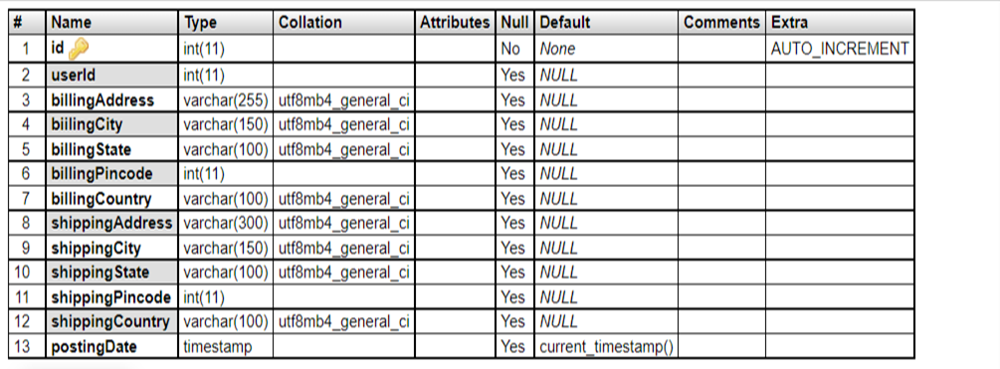 # Name Type Collation Attributes Null Default Comments Extra
1 id int(11) No None AUTO_INCREMENT
2 userId int(11) Yes NULL
3 billingAddress varchar(255) utf8mb4_general_ci Yes NULL
4 biilingCity varchar(150) utf8mb4_general_ci Yes NULL
5 billingState varchar(100) utf8mb4_general_ci Yes NULL
6 billingPincode int(11) Yes NULL
7 billingCountry varchar(100) utf8mb4_general_ci Yes NULL
8 shippingAddress varchar(300) utf8mb4_general_ci Yes NULL
9 shippingCity varchar(150) utf8mb4_general_ci Yes NULL
10 shippingState varchar(100) utf8mb4_general_ci Yes NULL
11 shippingPincode int(11) Yes NULL
12 shippingCountry varchar(100) utf8mb4_general_ci Yes NULL
13 postingDate timestamp Yes current_timestamp()